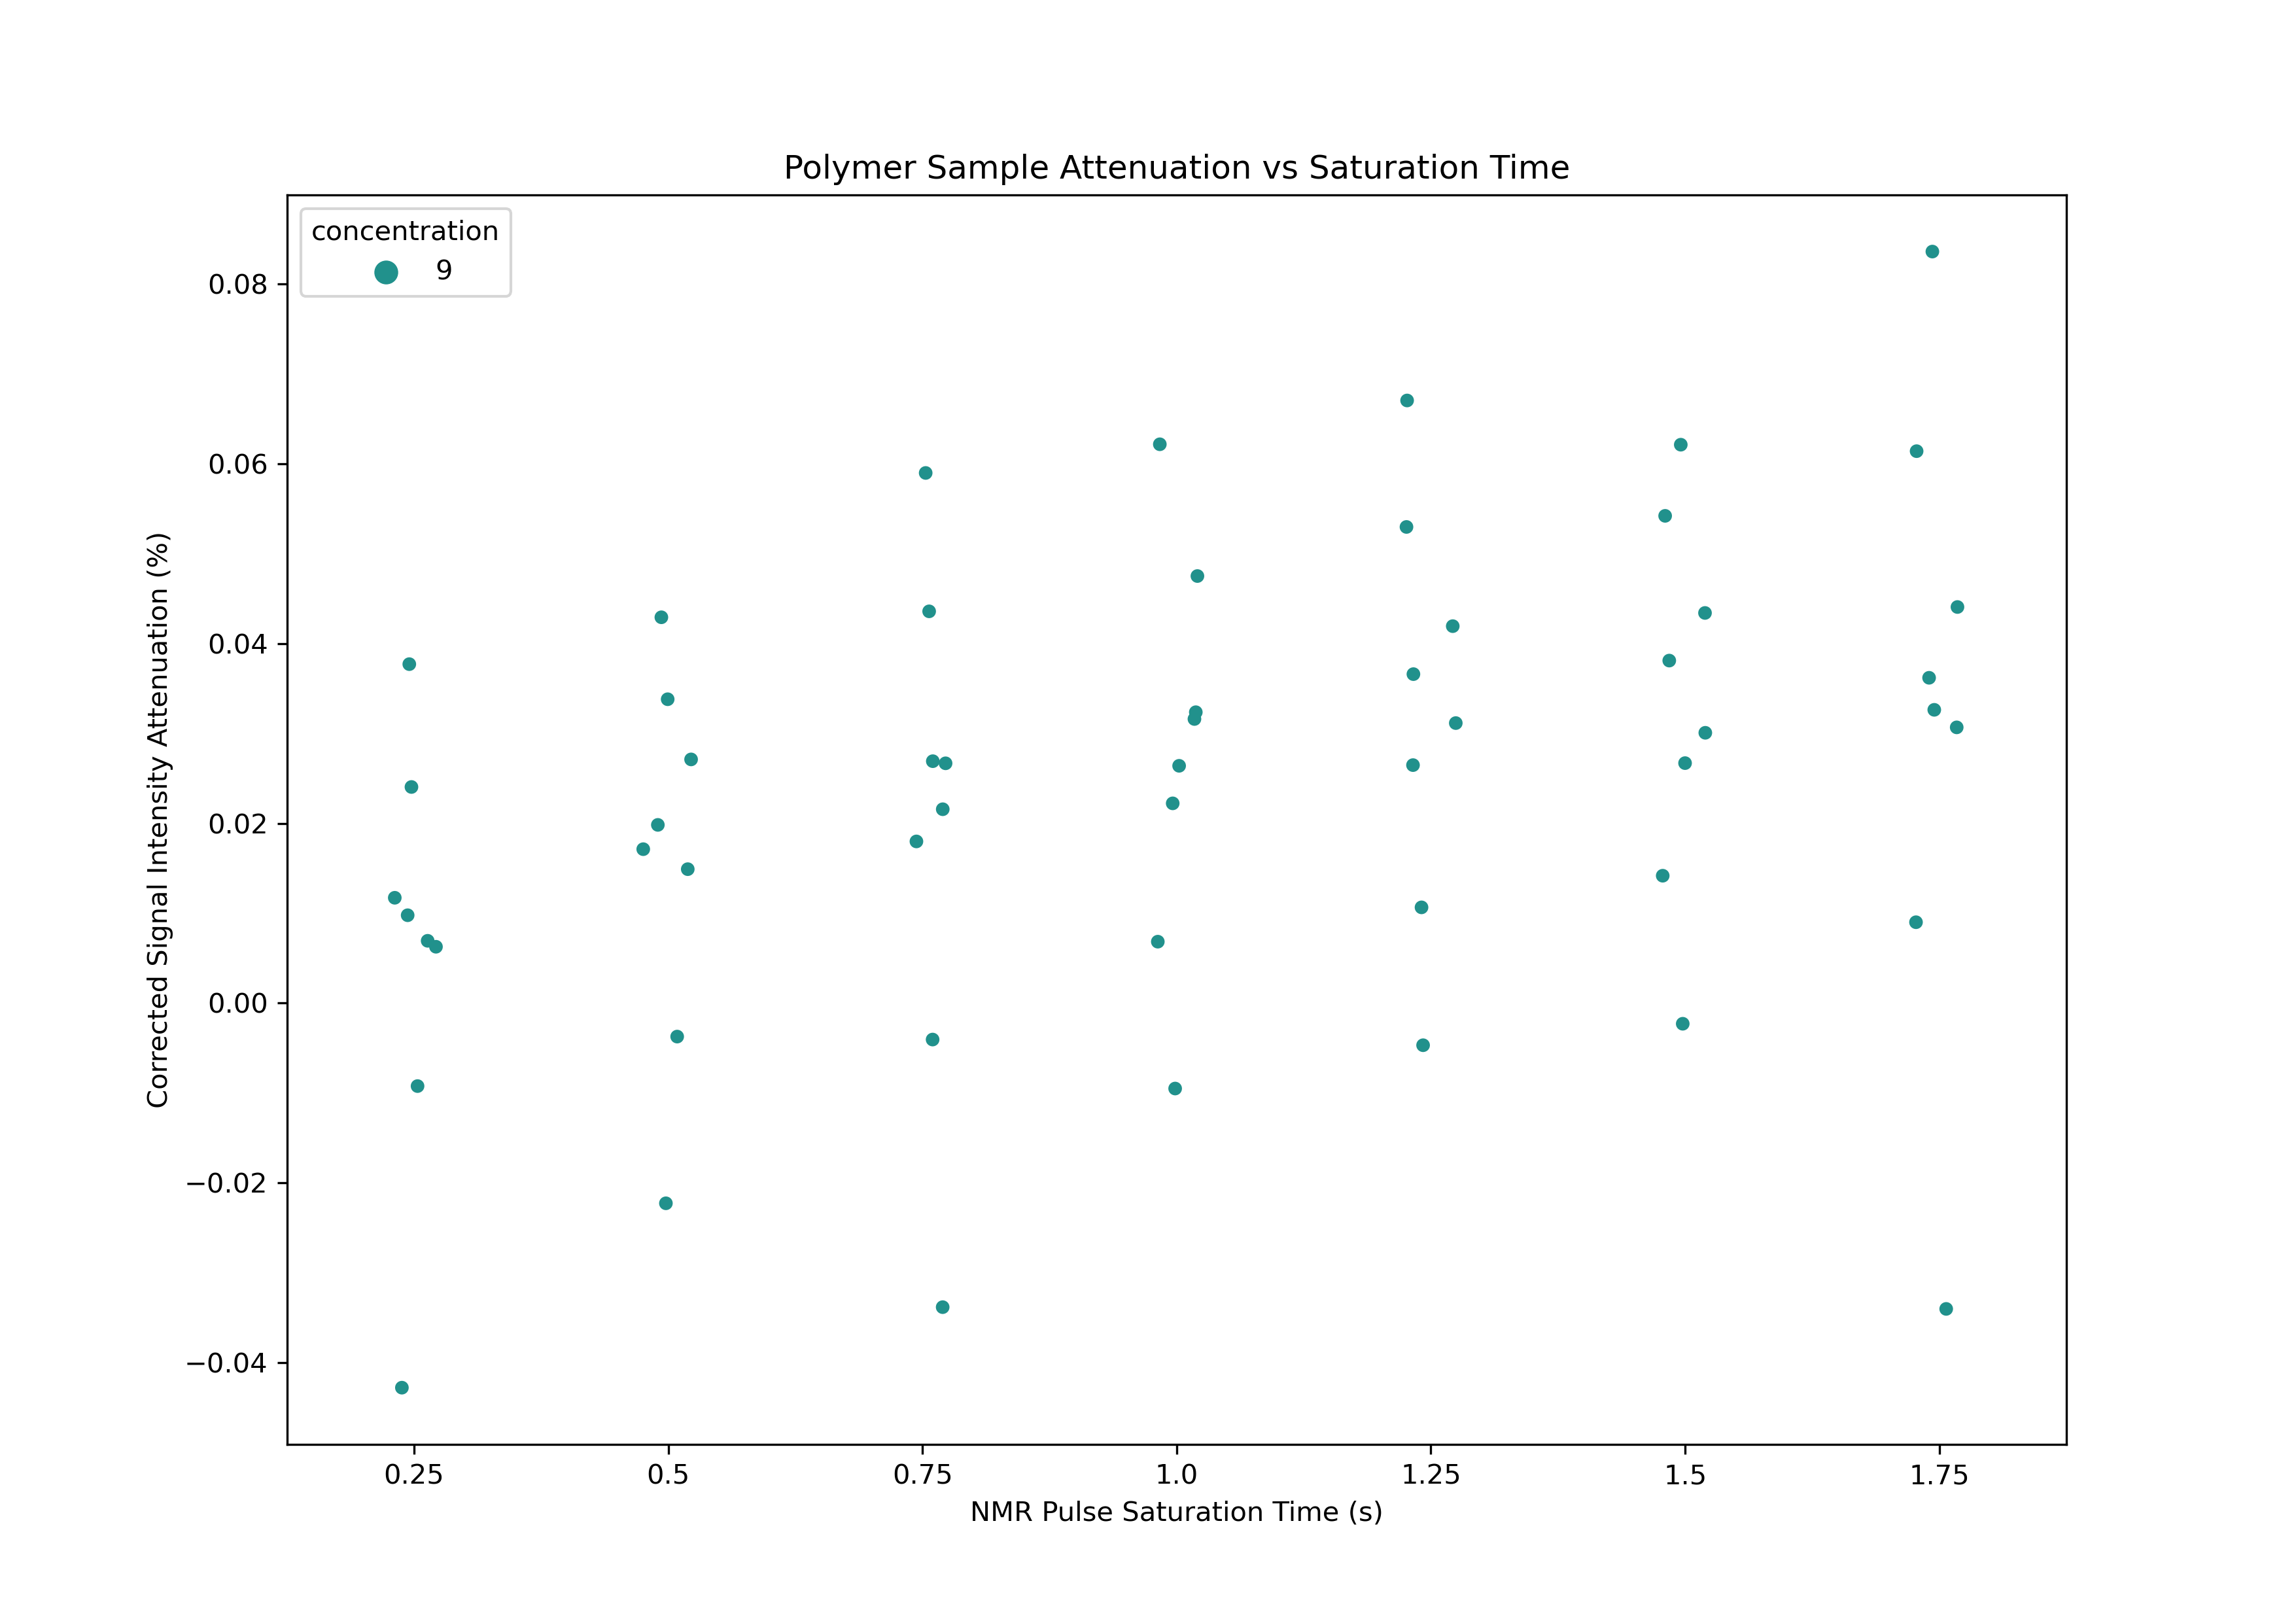 Polymer Sample Attenuation vs Saturation Time
concentration
9
0.08
0.06
0.04
0.02
0.00
−0.02
−0.04
Corrected Signal Intensity Attenuation (%)
0.25 0.5 0.75 1.0 1.25 1.5 1.75
NMR Pulse Saturation Time (s)